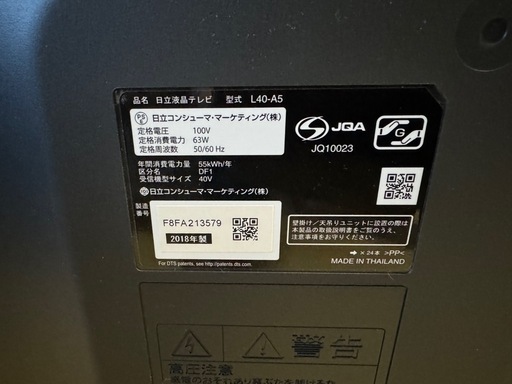 品名 日立液晶テレビ 型式 L40-A5
日立コンシューマ・マーケティング(株)
定格電圧 100V
定格消費電力 63W
定格周波数 50/60 Hz
年間消費電力量 55kWh/年
区分名 DF1
受信機型サイズ 40V
日立コンシューマ・マーケティング(株)
製造
F8FA213579
2018年製
For DTS patents, see http://patents.dts.com.
JQA
JQ10023
G
壁掛け/天吊りユニットに設置の際は
本製品の取扱説明書をご覧のうえ、
注意事項をお守りください。
→ ×24本 >PP<
MADE IN THAILAND
高圧注意
警告